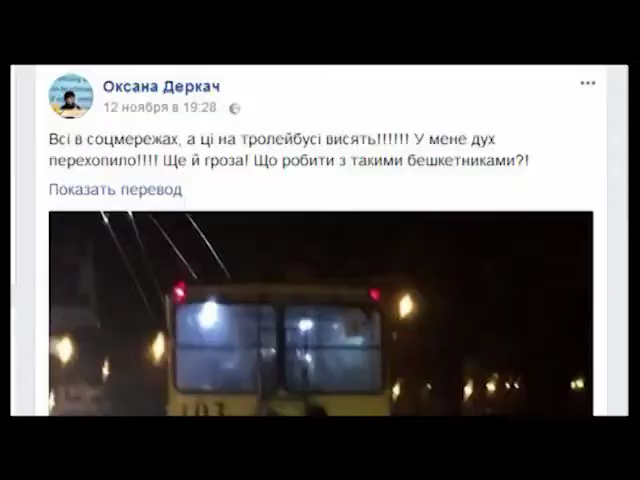 Оксана Деркач
12 ноября в 19:28
Всі в соцмережах, а ці на тролейбусі висять!!!!!! У мене дух
перехопило!!!! Ще й гроза! Що робити з такими бешкетниками?!
Показать перевод
103